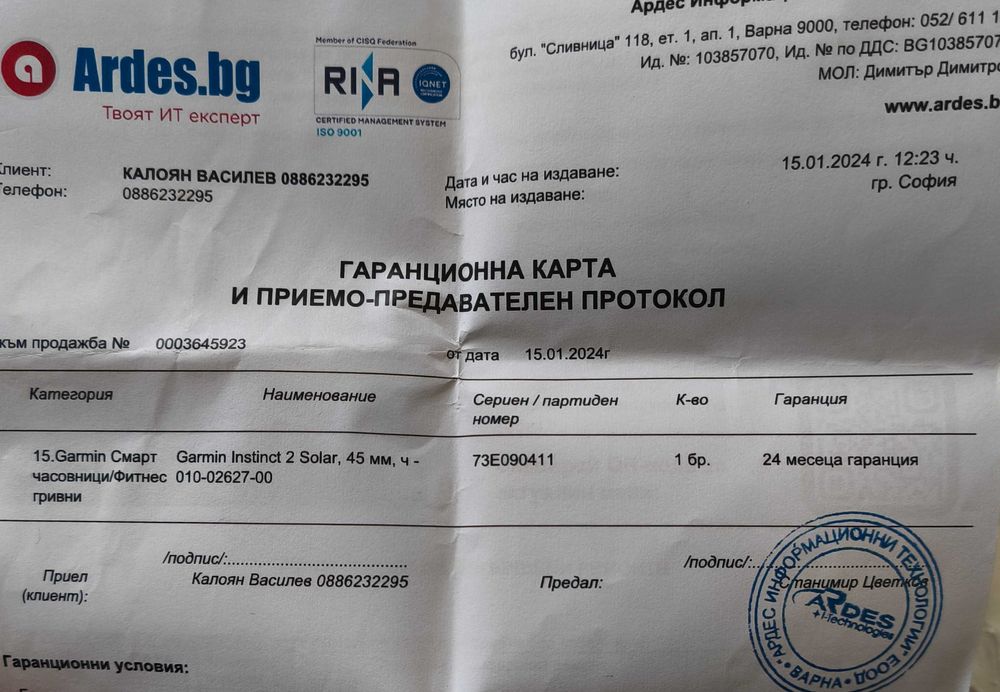 Ардес
бул. "Сливница" 118, ет. 1, ап. 1, Варна 9000, телефон: 052/ 611 1
Ид. №: 103857070, Ид. № по ДДС: BG10385707
МОЛ: Димитър Димитро
www.ardes.b
a Ardes.bg
Твоят ИТ експерт
Member of CISQ Federation
RINA
IQNET
CERTIFIED MANAGEMENT SYSTEM
ISO 9001
Клиент: КАЛОЯН ВАСИЛЕВ 0886232295
Телефон: 0886232295
Дата и час на издаване: 15.01.2024 г. 12:23 ч.
Място на издаване: гр. София
ГАРАНЦИОННА КАРТА
И ПРИЕМО-ПРЕДАВАТЕЛЕН ПРОТОКОЛ
към продажба № 0003645923 от дата 15.01.2024г
Категория Наименование Сериен / партиден номер К-во Гаранция
15.Garmin Смарт Garmin Instinct 2 Solar, 45 мм, ч - 73E090411 1 бр. 24 месеца гаранция
часовници/Фитнес 010-02627-00
гривни
/подпис/:
Приел Калоян Василев 0886232295
(клиент):
/подпис/:
Предал: Станимир Цветков
"АРДЕС ИНФОРМАЦИОННИ ТЕХНОЛОГИИ" ЕООД • ВАРНА •
ARDES
I-Technologies
Гаранционни условия: